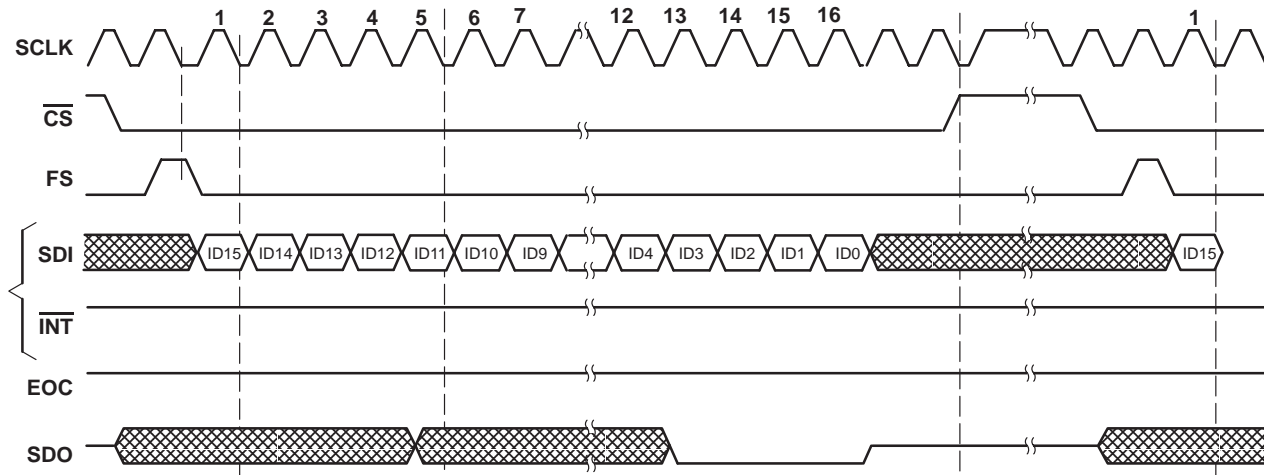 1 2 3 4 5 6 7 12 13 14 15 16 1
SCLK
CS
FS
SDI ID15 ID14 ID13 ID12 ID11 ID10 ID9 ID4 ID3 ID2 ID1 ID0 ID15
INT
EOC
SDO